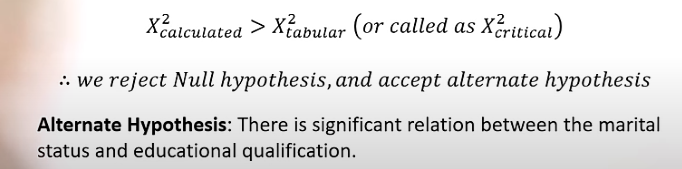 X²calculated > X²tabular (or called as X²critical)
∴ we reject Null hypothesis, and accept alternate hypothesis
Alternate Hypothesis: There is significant relation between the marital
status and educational qualification.